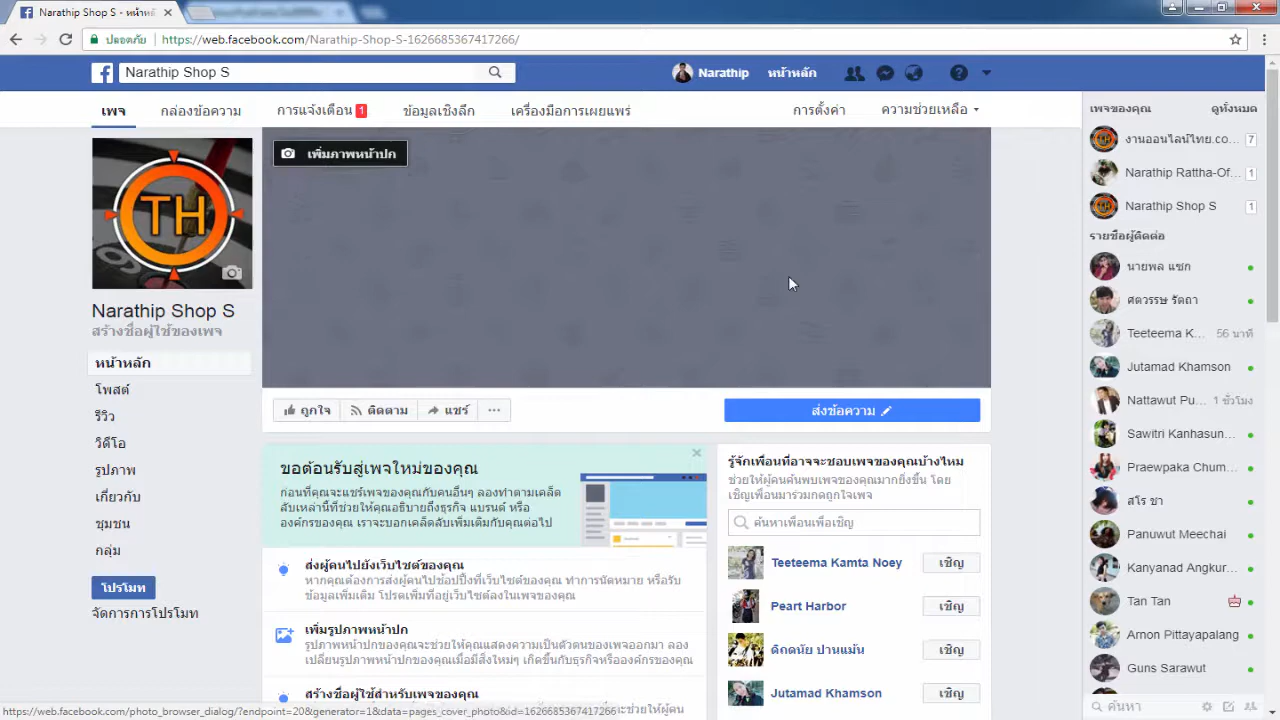 Narathip Shop S - หน้าหลั
ปลอดภัย
https://web.facebook.com/Narathip-Shop-S-1626685367417266/
Narathip Shop S
Narathip
หน้าหลัก
เพจ
กล่องข้อความ
การแจ้งเตือน 1
ข้อมูลเชิงลึก
เครื่องมือการเผยแพร่
การตั้งค่า
ความช่วยเหลือ
เพิ่มภาพหน้าปก
TH
Narathip Shop S
สร้างชื่อผู้ใช้ของเพจ
หน้าหลัก
โพสต์
รีวิว
วิดีโอ
รูปภาพ
เกี่ยวกับ
ชุมชน
กลุ่ม
โปรโมท
จัดการการโปรโมท
ถูกใจ
ติดตาม
แชร์
ส่งข้อความ
ขอต้อนรับสู่เพจใหม่ของคุณ
ก่อนที่คุณจะแชร์เพจของคุณกับคนอื่นๆ ลองทำตามเคล็ด
ลับเหล่านี้ที่ช่วยให้คุณอธิบายถึงธุรกิจ แบรนด์ หรือ
องค์กรของคุณ เราจะบอกเคล็ดลับเพิ่มเติมกับคุณต่อไป
ส่งผู้คนไปยังเว็บไซต์ของคุณ
หากคุณต้องการส่งผู้คนไปช้อปปิ้งที่เว็บไซต์ของคุณ ทำการนัดหมาย หรือรับ
ข้อมูลเพิ่มเติม โปรดเพิ่มที่อยู่เว็บไซต์ลงในเพจของคุณ
เพิ่มรูปภาพหน้าปก
รูปภาพหน้าปกของคุณจะช่วยให้คุณแสดงความเป็นตัวตนของเพจออกมา ลอง
เปลี่ยนรูปภาพหน้าปกของคุณเมื่อมีสิ่งใหม่ๆ เกิดขึ้นกับธุรกิจหรือองค์กรของคุณ
สร้างชื่อผู้ใช้สำหรับเพจของคุณ
รู้จักเพื่อนที่อาจจะชอบเพจของคุณบ้างไหม
ช่วยให้ผู้คนค้นพบเพจของคุณมากยิ่งขึ้น โดย
เชิญเพื่อนมาร่วมกดถูกใจเพจ
ค้นหาเพื่อนเพื่อเชิญ
Teeteema Kamta Noey
เชิญ
Peart Harbor
เชิญ
ดิกดนัย ปานแม้น
เชิญ
Jutamad Khamson
เชิญ
เพจของคุณ
ดูทั้งหมด
งานออนไลน์ไทย.co... 7
Narathip Rattha-Of... 1
Narathip Shop S 1
รายชื่อผู้ติดต่อ
นายพล แซก
ศตวรรษ รัตถา
Teeteema K... 56 นาที
Jutamad Khamson
Nattawut Pu... 1 ชั่วโมง
Sawitri Kanhasun...
Praewpaka Chum...
สโร ชา
Panuwut Meechai
Kanyanad Angkur...
Tan Tan
Arnon Pittayapalang
Guns Sarawut
ค้นหา
https://web.facebook.com/photo_browser_dialog/?endpoint=20&generator=1&data=pages_cover_photo&id=1626685367417266